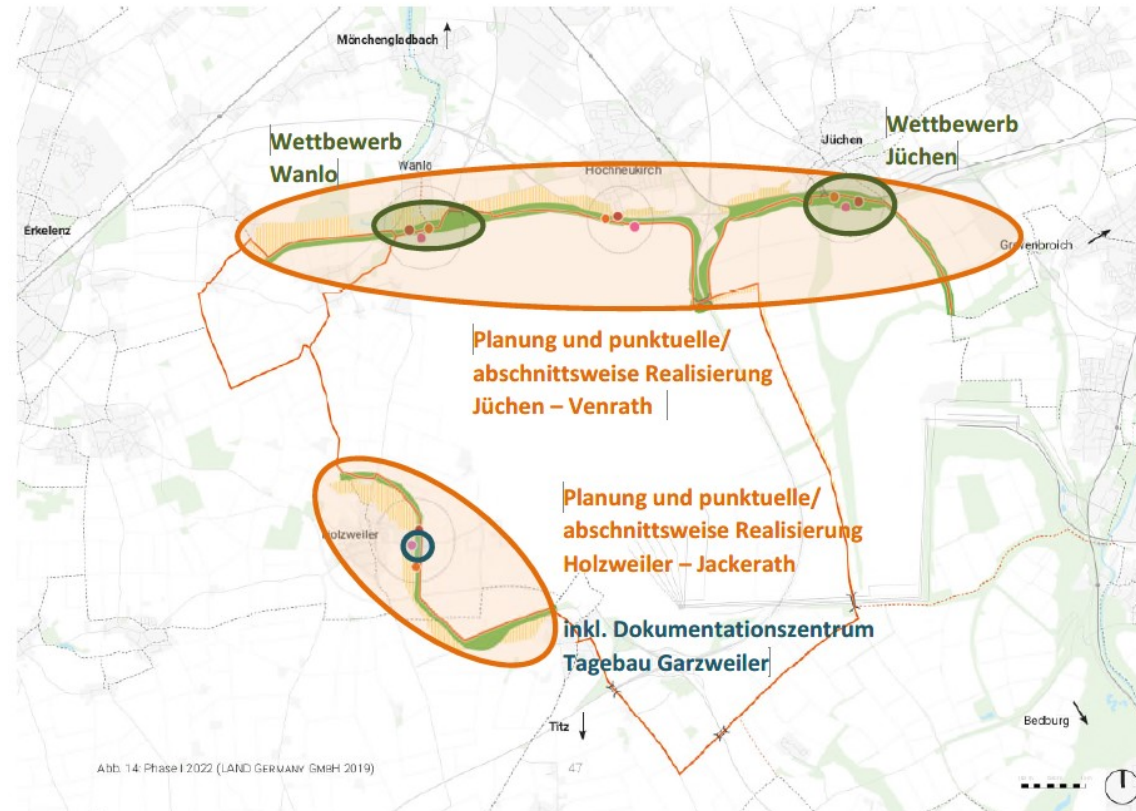 Mönchengladbach
Wettbewerb
Wanlo
Wanlo
Hochneukirch
Jüchen
Wettbewerb
Jüchen
Erkelenz
Grevenbroich
Planung und punktuelle/
abschnittsweise Realisierung
Jüchen – Venrath
Planung und punktuelle/
abschnittsweise Realisierung
Holzweiler – Jackerath
Holzweiler
inkl. Dokumentationszentrum
Tagebau Garzweiler
Titz
Bedburg
Abb. 14: Phase I 2022 (LAND GERMANY GMBH 2019)
47